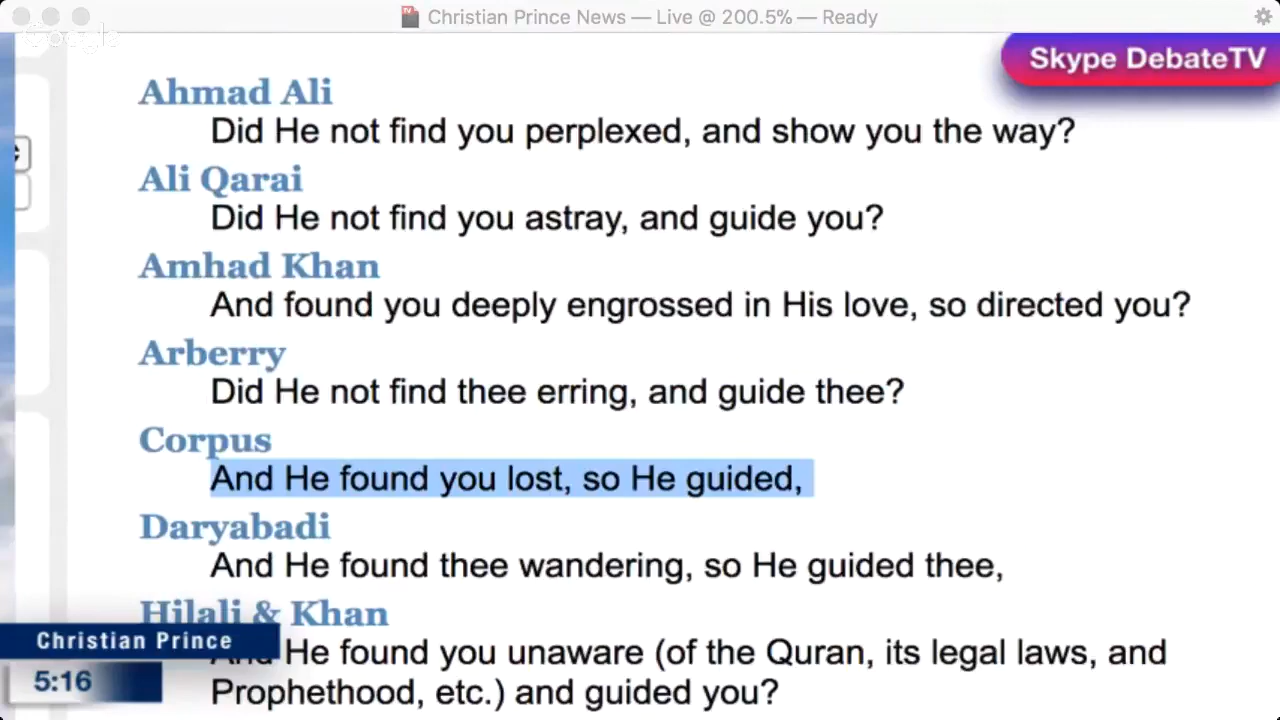 Christian Prince News — Live @ 200.5% — Ready
Google
Skype DebateTV
Ahmad Ali
Did He not find you perplexed, and show you the way?
Ali Qarai
Did He not find you astray, and guide you?
Amhad Khan
And found you deeply engrossed in His love, so directed you?
Arberry
Did He not find thee erring, and guide thee?
Corpus
And He found you lost, so He guided,
Daryabadi
And He found thee wandering, so He guided thee,
Hilali & Khan
And He found you unaware (of the Quran, its legal laws, and
Prophethood, etc.) and guided you?
Christian Prince
5:16